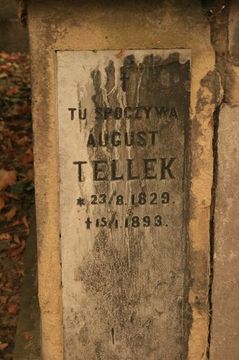 TU SPOCZYWA
AUGUST
TELLEK
* 23/8.1829.
† 15/1.1893.